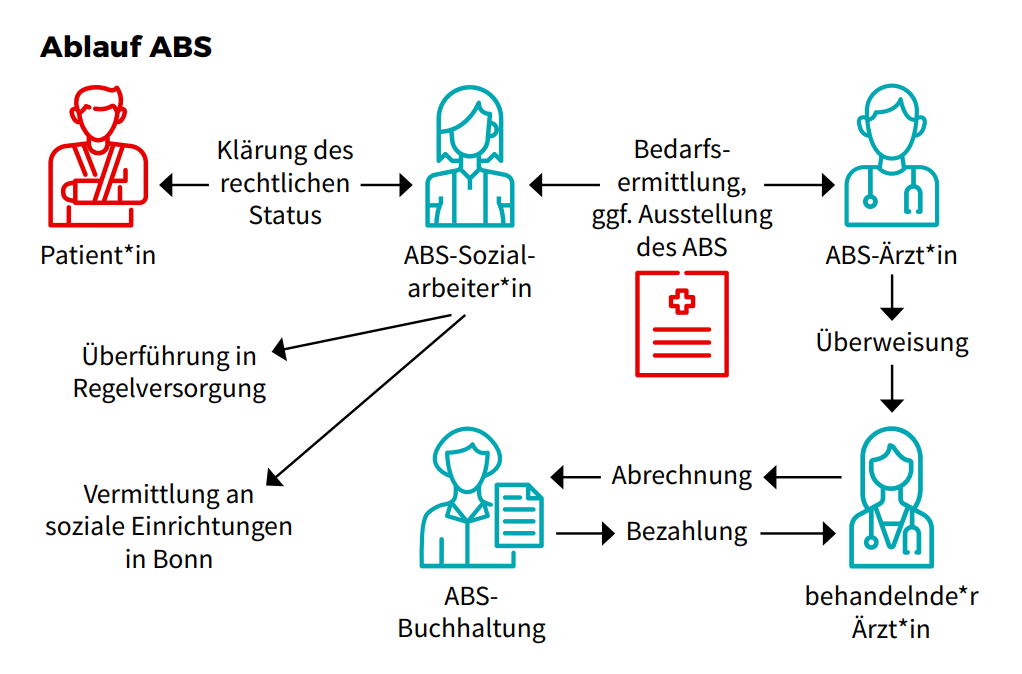 Ablauf ABS
Klärung des
rechtlichen
Status
Bedarfs-
ermittlung,
ggf. Ausstellung
des ABS
Patient*in
ABS-Sozial-
arbeiter*in
ABS-Ärzt*in
Überweisung
Überführung in
Regelversorgung
Vermittlung an
soziale Einrichtungen
in Bonn
Abrechnung
Bezahlung
ABS-
Buchhaltung
behandelnde*r
Ärzt*in